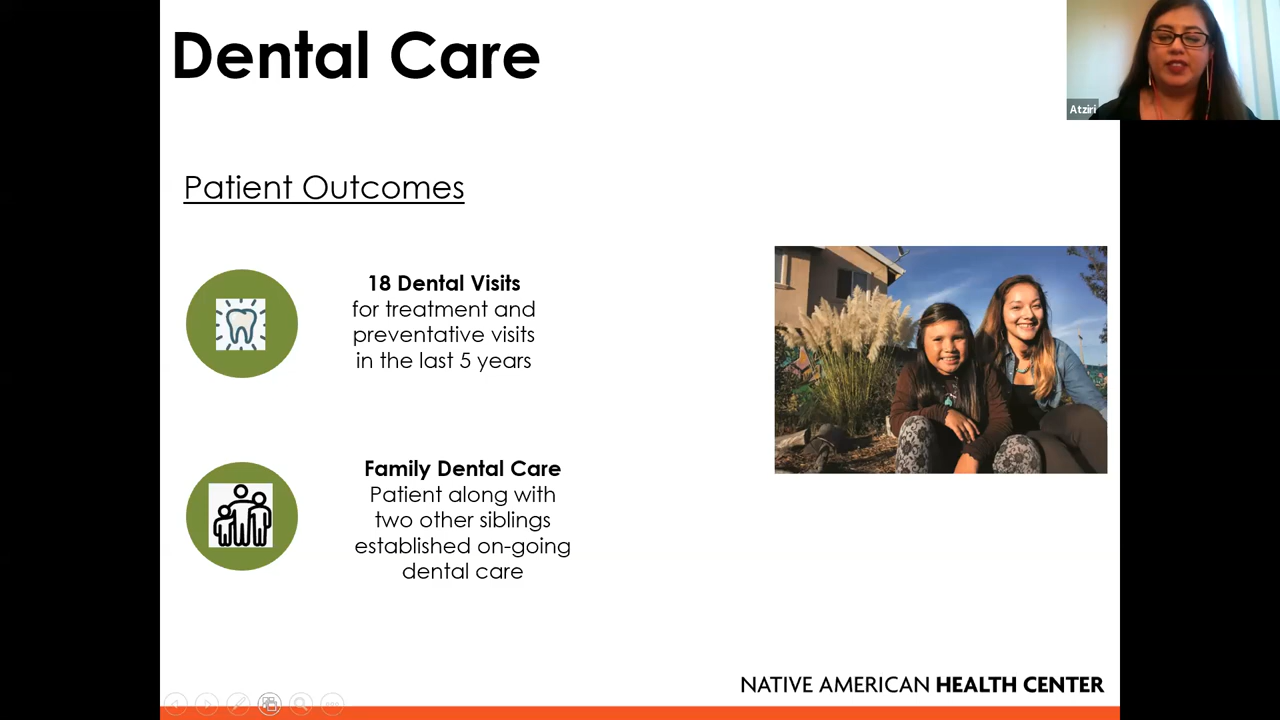 Dental Care
Atziri
Patient Outcomes
18 Dental Visits
for treatment and
preventative visits
in the last 5 years
Family Dental Care
Patient along with
two other siblings
established on-going
dental care
NATIVE AMERICAN HEALTH CENTER